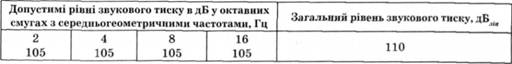 Допустимі рівні звукового тиску в дБ у октавних
смугах з середньогеометричними частотами, Гц
Загальний рівень звукового тиску, дБлін
2 4 8 16
105 105 105 105
110